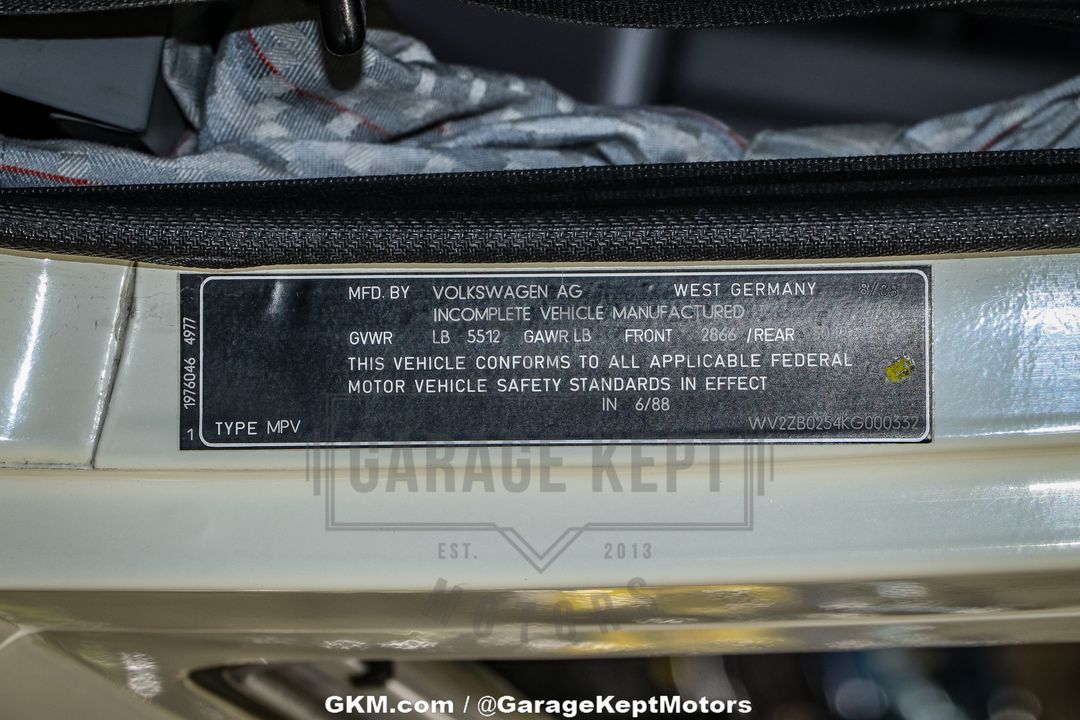 MFD. BY VOLKSWAGEN AG WEST GERMANY 8/88
INCOMPLETE VEHICLE MANUFACTURED
GVWR LB 5512 GAWR LB FRONT 2866 /REAR
THIS VEHICLE CONFORMS TO ALL APPLICABLE FEDERAL
MOTOR VEHICLE SAFETY STANDARDS IN EFFECT
IN 6/88
TYPE MPV WV2ZB0254KG000332
1 1976046 4977
GARAGE KEPT
EST. 2013
MOTORS
GKM.com / @GarageKeptMotors